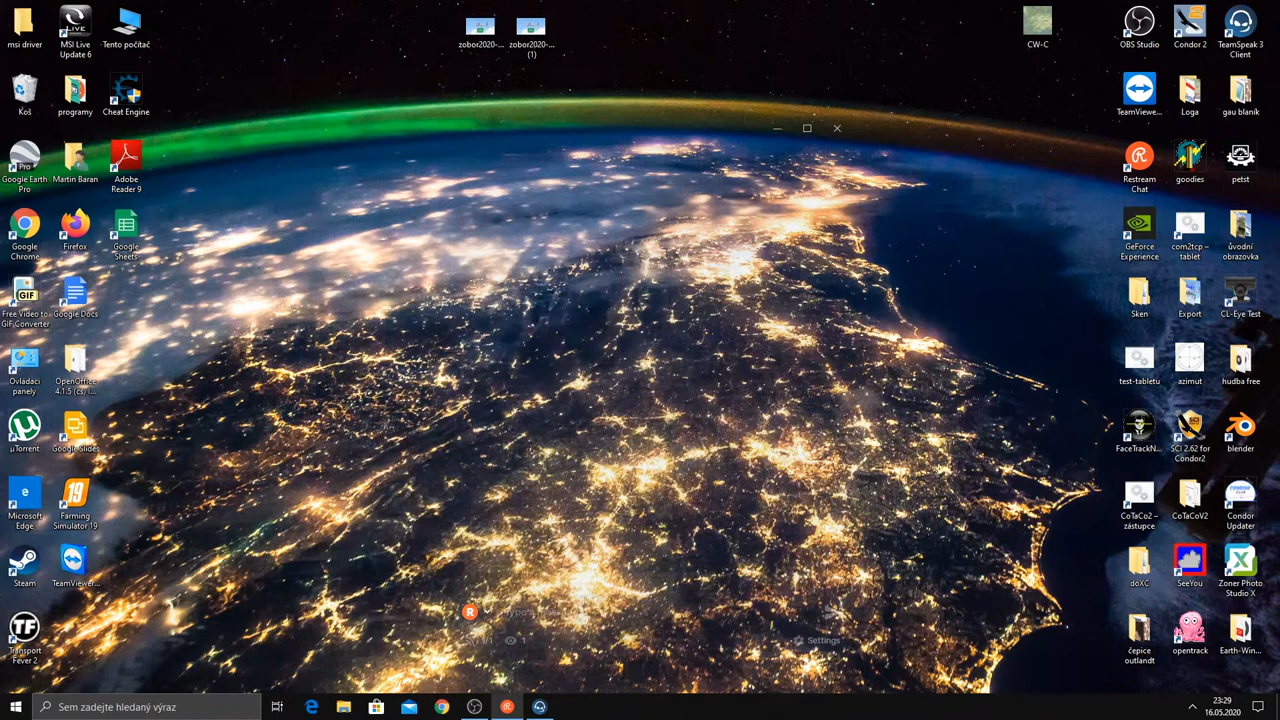 msi driver
MSI Live
Update 6
Tento počítač
zobor2020-...
zobor2020-...
(1)
CW-C
OBS Studio
Condor 2
TeamSpeak 3
Client
Koš
programy
Cheat Engine
TeamViewe...
Loga
gau blaník
Google Earth
Pro
Martin Baran
Adobe
Reader 9
Restream
Chat
goodies
petst
Google
Chrome
Firefox
Google
Sheets
GeForce
Experience
com2tcp –
tablet
úvodní
obrazovka
Free Video to
GIF Converter
Google Docs
Sken
Export
CL-Eye Test
Ovládací
panely
OpenOffice
4.1.5 (cs) I...
test-tabletu
azimut
hudba free
µTorrent
Google Slides
FaceTrackN...
SCI 2.62 for
Condor2
blender
Microsoft
Edge
Farming
Simulator 19
CoTaCo2 –
zástupce
CoTaCoV2
Condor
Updater
Steam
TeamViewer...
doXC
SeeYou
Zoner Photo
Studio X
Transport
Fever 2
čepice
outlandt
opentrack
Earth-Win...
1
Settings
Sem zadejte hledaný výraz
23:29
16.05.2020